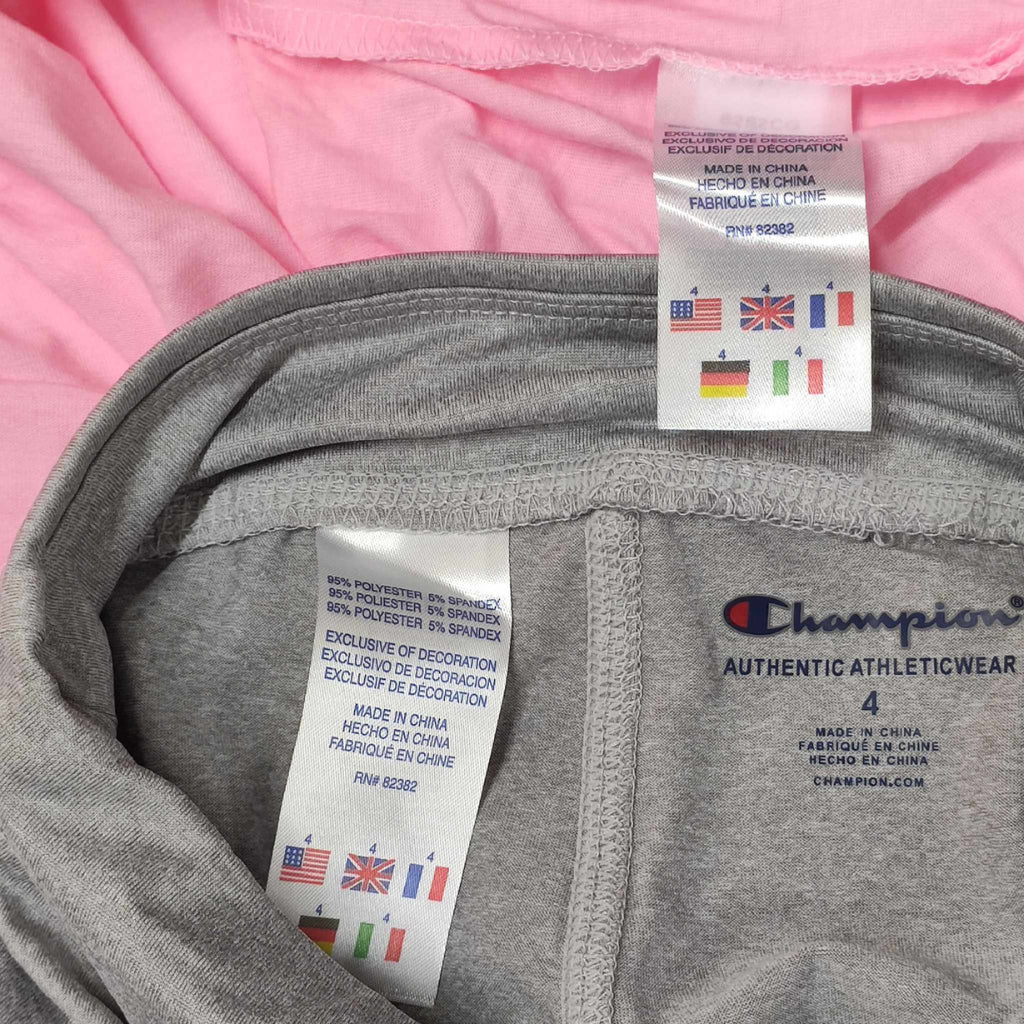 EXCLUSIVE OF DECORATION
EXCLUSIVO DE DECORACION
EXCLUSIF DE DÉCORATION
MADE IN CHINA
HECHO EN CHINA
FABRIQUÉ EN CHINE
RN# 82382
4 4 4
4 4
95% POLYESTER 5% SPANDEX
95% POLIESTER 5% SPANDEX
95% POLYESTER 5% SPANDEX
EXCLUSIVE OF DECORATION
EXCLUSIVO DE DECORACION
EXCLUSIF DE DÉCORATION
MADE IN CHINA
HECHO EN CHINA
FABRIQUÉ EN CHINE
RN# 82382
4 4 4
4 4
Champion®
AUTHENTIC ATHLETICWEAR
4
MADE IN CHINA
FABRIQUÉ EN CHINE
HECHO EN CHINA
CHAMPION.COM